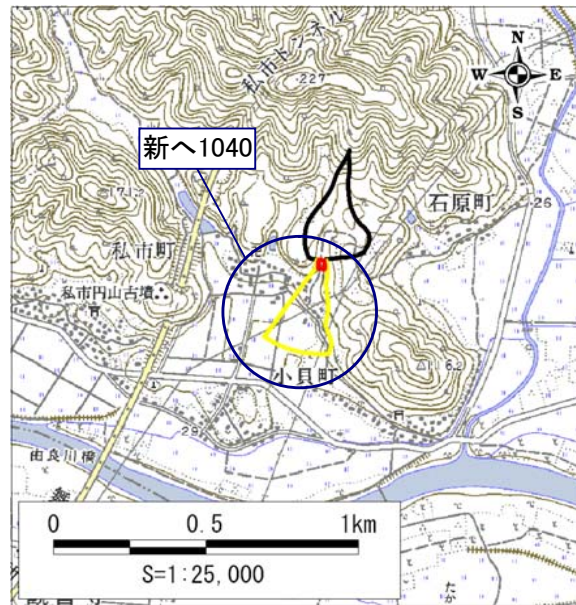 私市トンネル
N
W E
S
・227
新へ1040
171.2
石原町
・26
私市町
私市円山古墳
116.2
小貝町
・29
由良川橋
0 0.5 1km
S=1:25,000